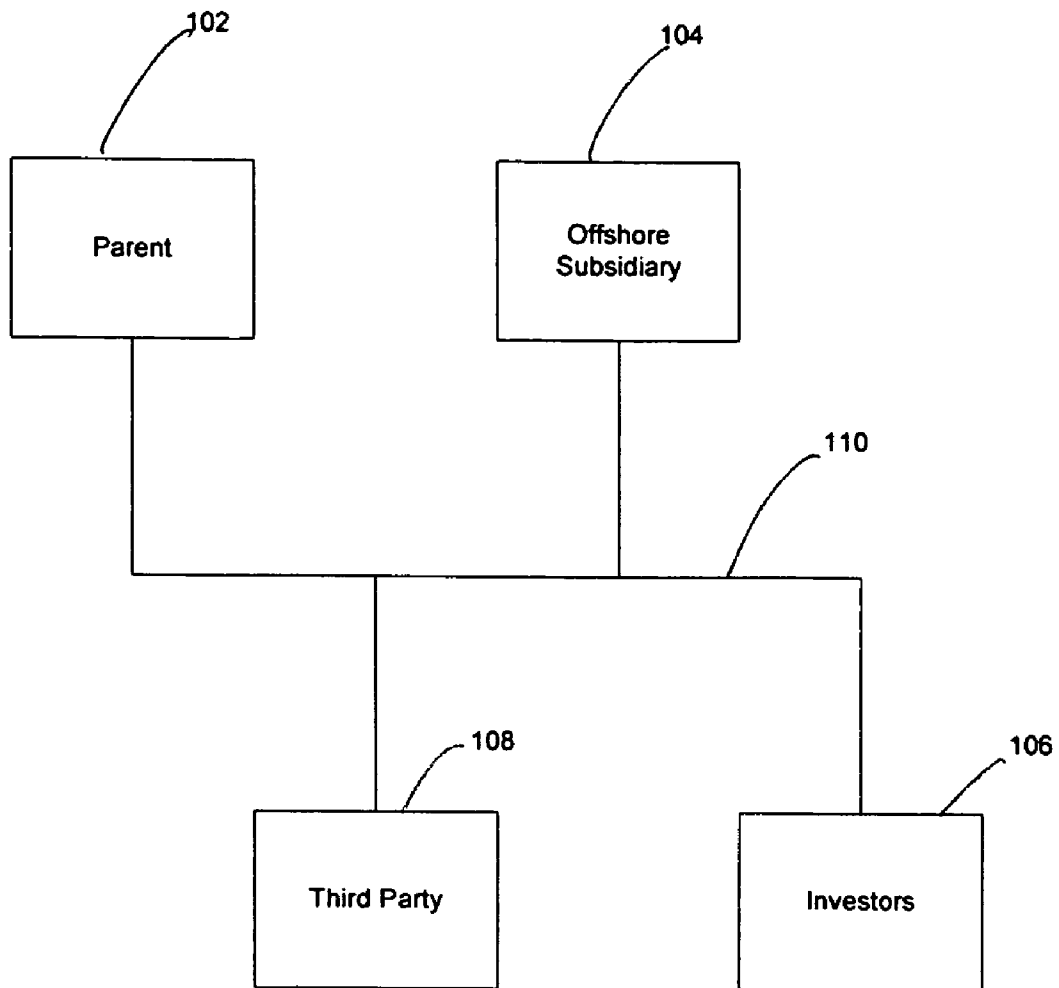 102
104
Parent
Offshore
Subsidiary
110
108
106
Third Party
Investors